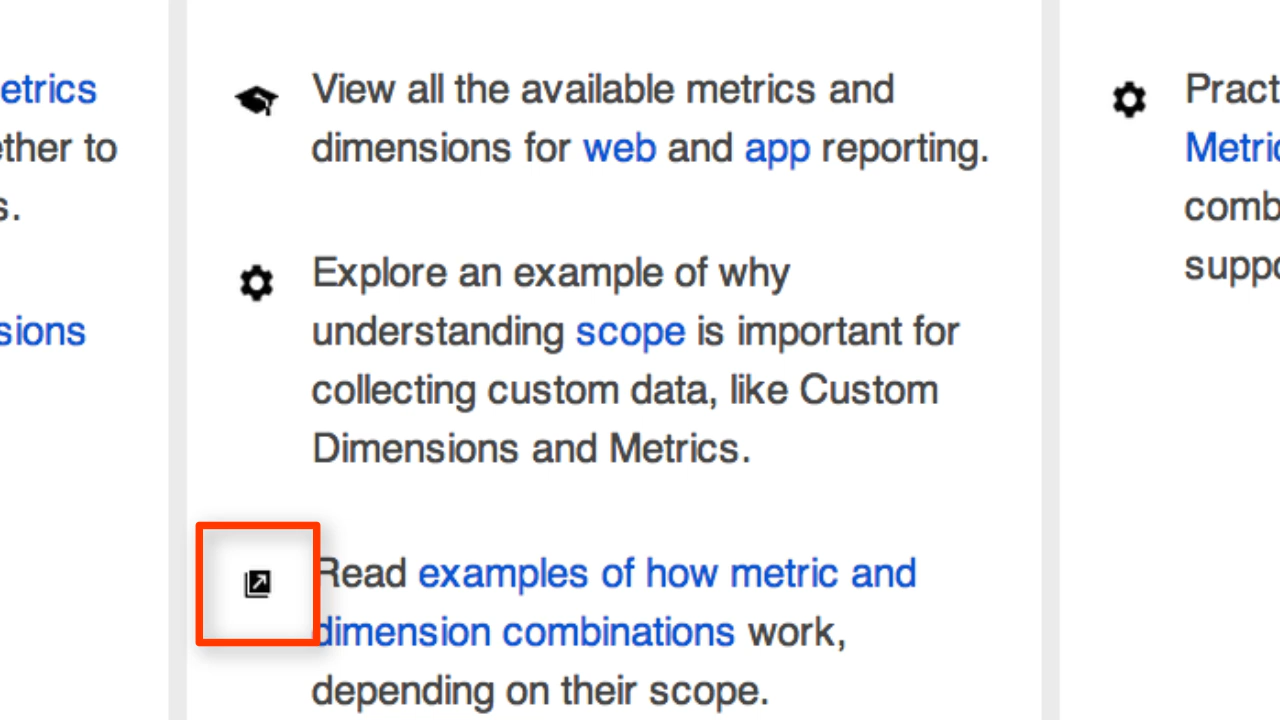 etrics
ther to
s.
sions
View all the available metrics and
dimensions for web and app reporting.
Explore an example of why
understanding scope is important for
collecting custom data, like Custom
Dimensions and Metrics.
Read examples of how metric and
dimension combinations work,
depending on their scope.
Pract
Metric
comb
suppo